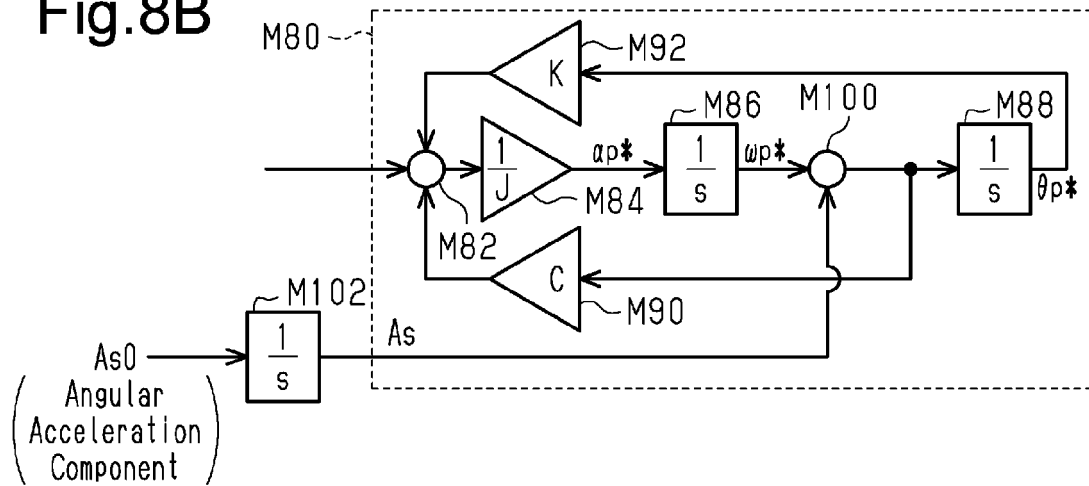 Fig.8B
M80
M92
K
M86
M100
M88
1
J
αp*
1
s
ωp*
1
s
θp*
M84
M82
C
M90
M102
1
s
As
As0
Angular
Acceleration
Component